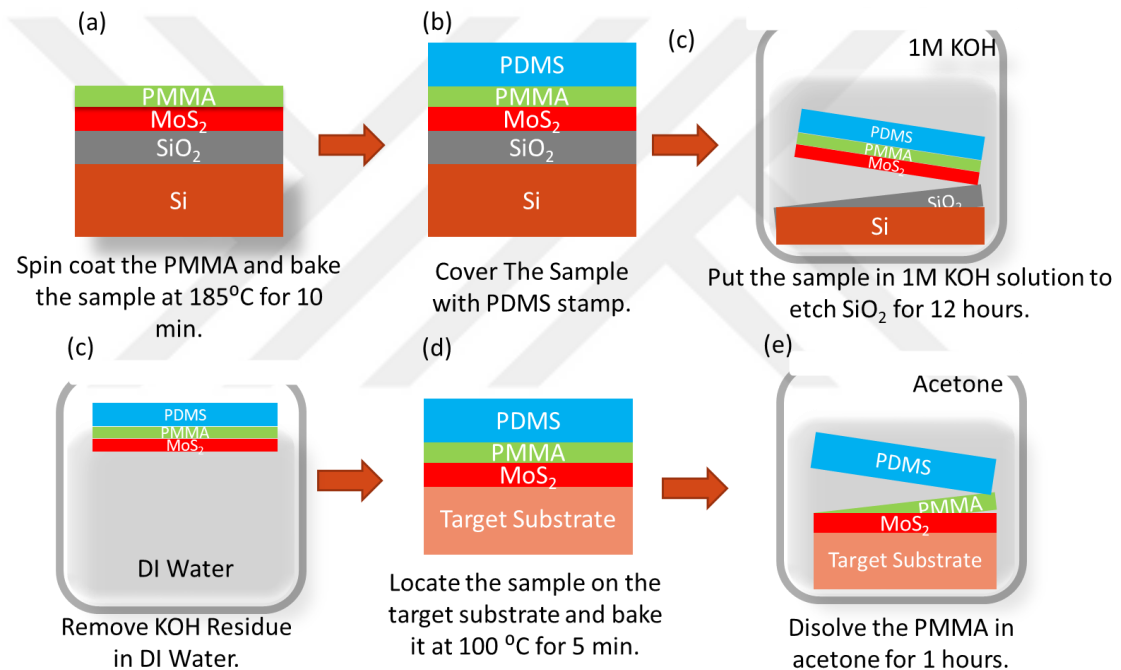 (a)
PMMA
MoS₂
SiO₂
Si
Spin coat the PMMA and bake
the sample at 185⁰C for 10
min.
(b)
PDMS
PMMA
MoS₂
SiO₂
Si
Cover The Sample
with PDMS stamp.
(c)
1M KOH
PDMS
PMMA
MoS₂
SiO₂
Si
Put the sample in 1M KOH solution to
etch SiO₂ for 12 hours.
(c)
PDMS
PMMA
MoS₂
DI Water
Remove KOH Residue
in DI Water.
(d)
PDMS
PMMA
MoS₂
Target Substrate
Locate the sample on the
target substrate and bake
it at 100 ⁰C for 5 min.
(e)
Acetone
PDMS
PMMA
MoS₂
Target Substrate
Disolve the PMMA in
acetone for 1 hours.